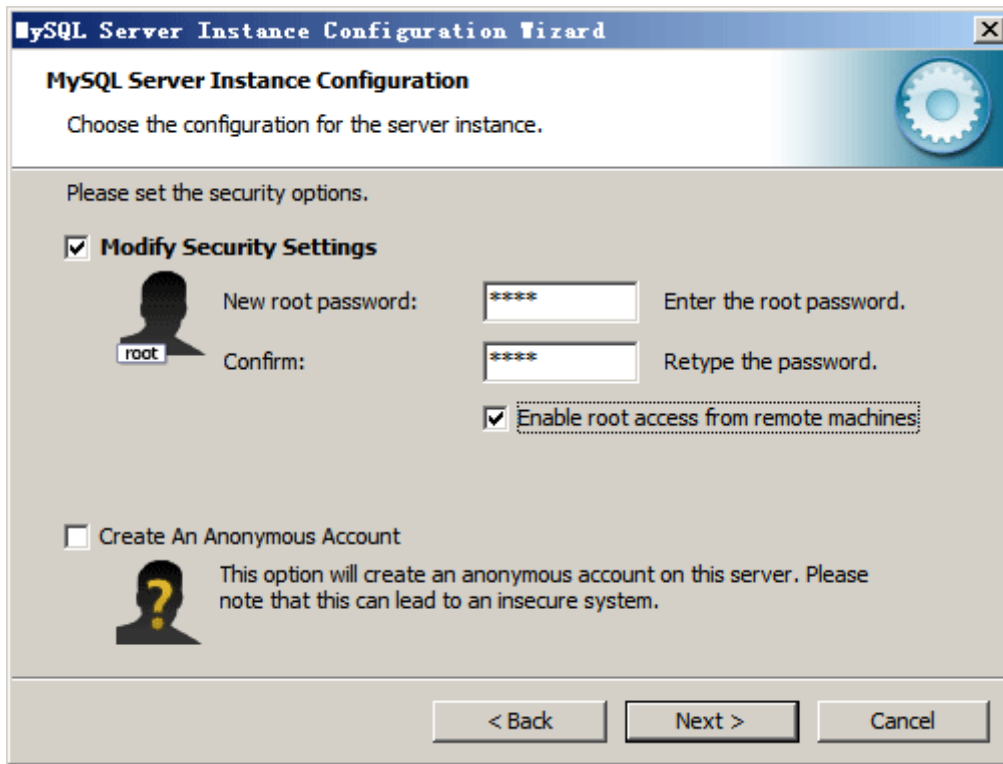 MySQL Server Instance Configuration Wizard
MySQL Server Instance Configuration
Choose the configuration for the server instance.
Please set the security options.
Modify Security Settings
root
New root password: **** Enter the root password.
Confirm: **** Retype the password.
Enable root access from remote machines
Create An Anonymous Account
?
This option will create an anonymous account on this server. Please
note that this can lead to an insecure system.
< Back Next > Cancel